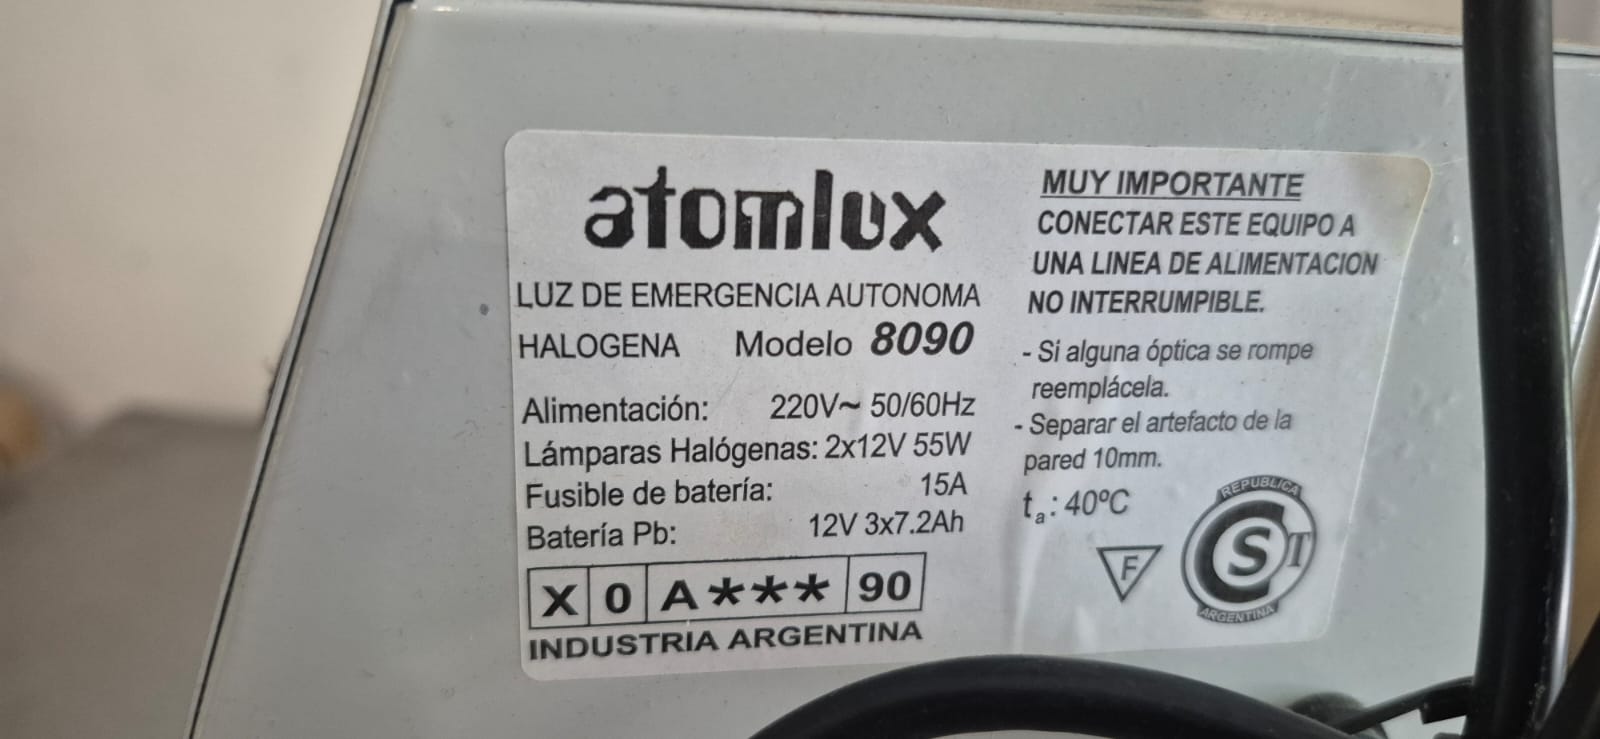 atomlux
LUZ DE EMERGENCIA AUTONOMA
HALOGENA Modelo 8090
Alimentación: 220V~ 50/60Hz
Lámparas Halógenas: 2x12V 55W
Fusible de batería: 15A
Batería Pb: 12V 3x7.2Ah
X 0 A*** 90
INDUSTRIA ARGENTINA
MUY IMPORTANTE
CONECTAR ESTE EQUIPO A
UNA LINEA DE ALIMENTACION
NO INTERRUMPIBLE.
- Si alguna óptica se rompe
reemplácela.
- Separar el artefacto de la
pared 10mm.
ta: 40ºC
F
REPUBLICA
S T
ARGENTINA